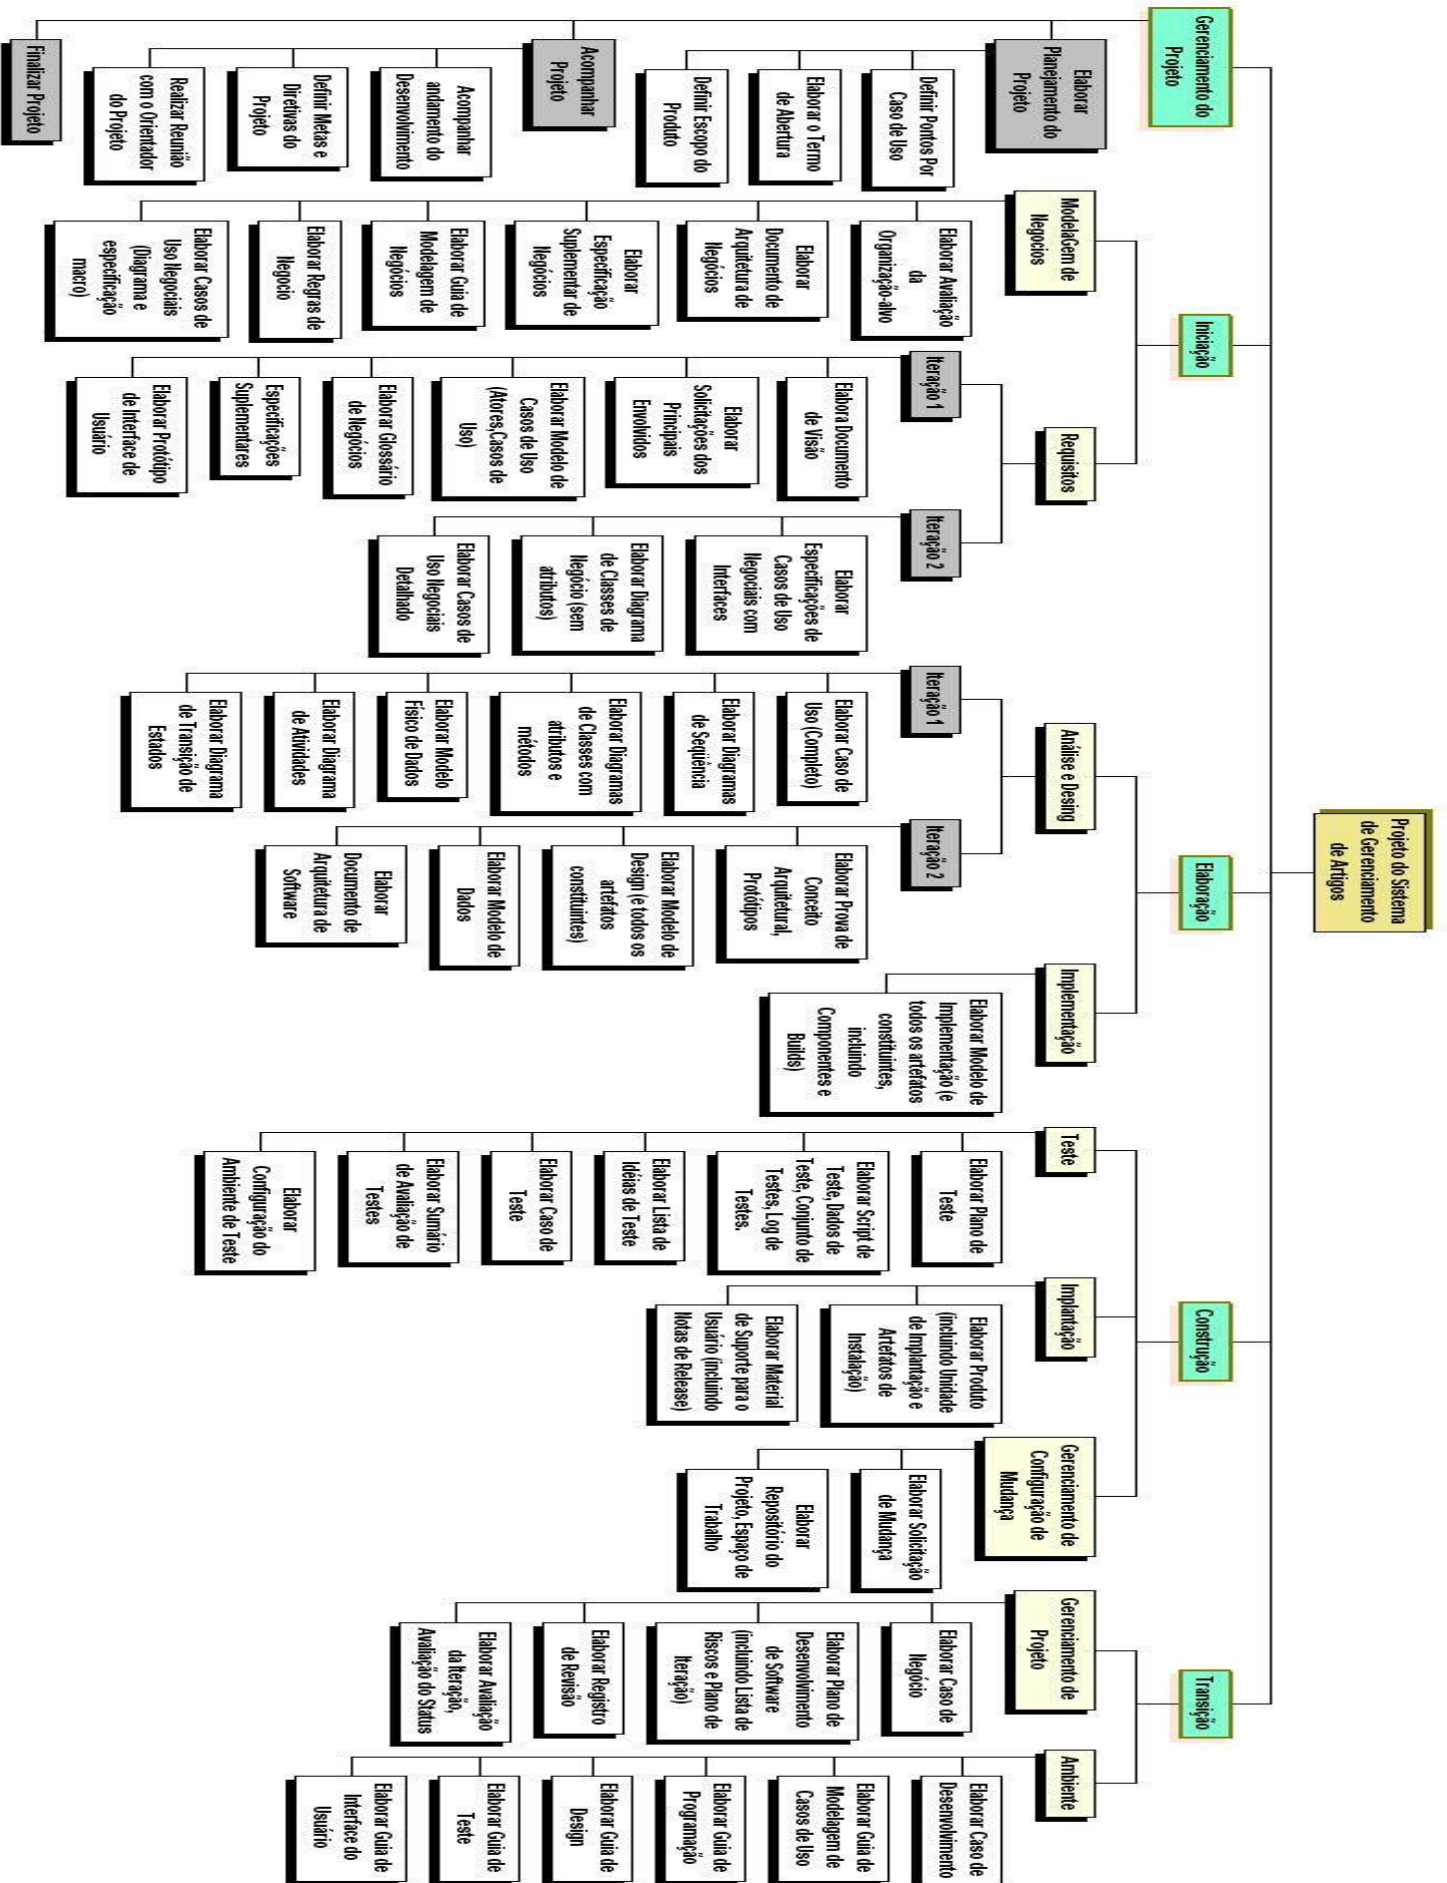 Projeto do Sistema
de Gerenciamento
de Artigos
Gerenciamento do
Projeto
Elaborar
Planejamento do
Projeto
Definir Pontos Por
Caso de Uso
Elaborar o Termo
de Abertura
Definir Escopo do
Produto
Acompanhar
Projeto
Acompanhar
andamento do
Desenvolvimento
Definir Metas e
Diretivas do
Projeto
Realizar Reunião
com o Orientador
do Projeto
Finalizar Projeto
Iniciação
ModelaGem de
Negocios
Elaborar Avaliação
da
Organização-alvo
Elaborar
Documento de
Arquitetura de
Negócios
Elaborar
Especificação
Suplementar de
Negócios
Elaborar Guia de
Modelagem de
Negócios
Elaborar Regras de
Negocio
Elaborar Casos de
Uso Negociais
(Diagrama e
especificação
macro)
Requisitos
Iteração 1
Elabora Documento
de Visão
Elaborar
Solicitações dos
Principais
Envolvidos
Elaborar Modelo de
Casos de Uso
(Atores,Casos de
Uso)
Elaborar Glossário
de Negócios
Especificações
Suplementares
Elaborar Protótipo
de Interface de
Usuário
Iteração 2
Elaborar
Especificações de
Casos de Uso
Negociais com
Interfaces
Elaborar Diagrama
de Classes de
Negócio (sem
atributos)
Elaborar Casos de
Uso Negociais
Detalhado
Elaboração
Análise e Desing
Iteração 1
Elaborar Caso de
Uso (Completo)
Elaborar Diagramas
de Seqüência
Elaborar Diagramas
de Classes com
atributos e
métodos
Elaborar Modelo
Físico de Dados
Elaborar Diagrama
de Atividades
Elaborar Diagrama
de Transição de
Estados
Iteração 2
Elaborar Prova de
Conceito
Arquitetural,
Protótipos
Elaborar Modelo de
Design (e todos os
artefatos
constituintes)
Elaborar Modelo de
Dados
Elaborar
Documento de
Arquitetura de
Software
Implementação
Elaborar Modelo de
Implementação (e
todos os artefatos
constituintes,
incluindo
Componentes e
Builds)
Construção
Teste
Elaborar Plano de
Teste
Elaborar Script de
Teste, Dados de
Teste, Conjunto de
Testes, Log de
Testes.
Elaborar Lista de
Idéias de Teste
Elaborar Caso de
Teste
Elaborar Sumário
de Avaliação de
Testes
Elaborar
Configuração do
Ambiente de Teste
Implantação
Elaborar Produto
(incluindo Unidade
de Implantação e
Artefatos de
Instalação)
Elaborar Material
de Suporte para o
Usuário (incluindo
Notas de Release)
Gerenciamento de
Configuração de
Mudança
Elaborar Solicitação
de Mudança
Elaborar
Repositório do
Projeto, Espaço de
Trabalho
Transição
Gerenciamento de
Projeto
Elaborar Caso de
Negócio
Elaborar Plano de
Desenvolvimento
de Software
(incluindo Lista de
Riscos e Plano de
Iteração)
Elaborar Registro
de Revisão
Elaborar Avaliação
da Iteração,
Avaliação do Status
Ambiente
Elaborar Caso de
Desenvolvimento
Elaborar Guia de
Modelagem de
Casos de Uso
Elaborar Guia de
Programação
Elaborar Guia de
Design
Elaborar Guia de
Teste
Elaborar Guia de
Interface do
Usuário